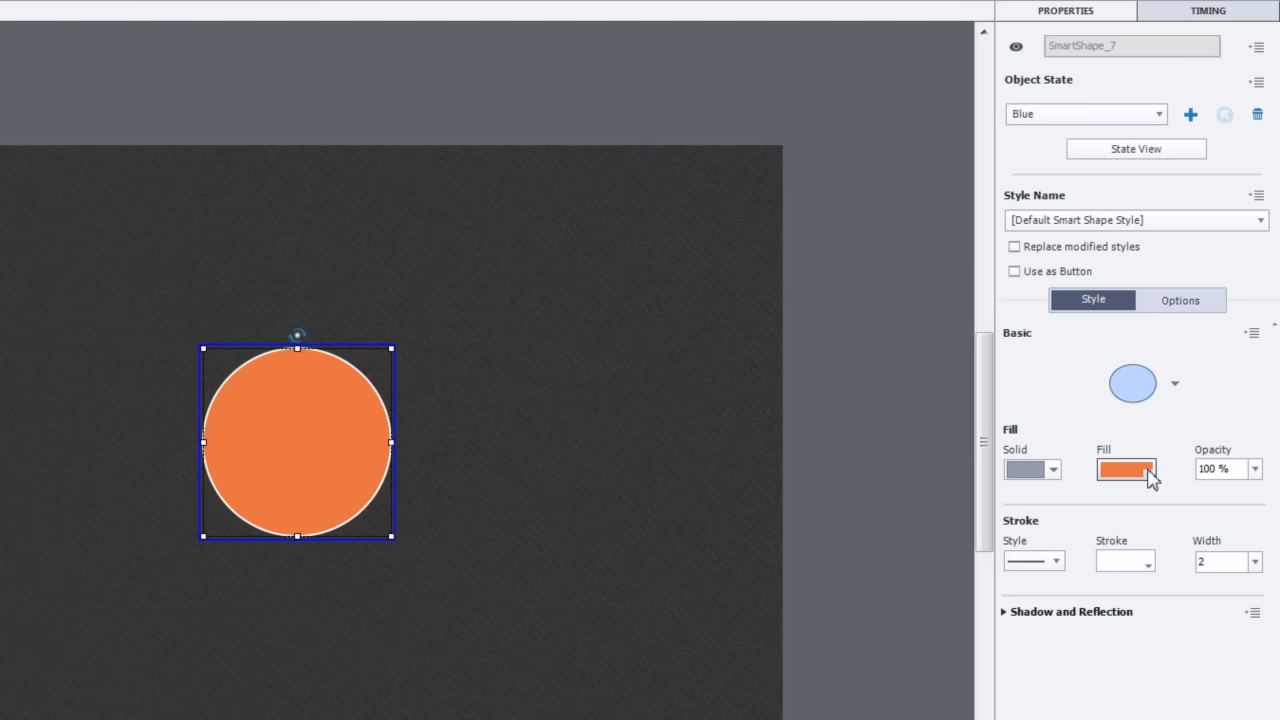 PROPERTIES TIMING
SmartShape_7
Object State
Blue
State View
Style Name
[Default Smart Shape Style]
Replace modified styles
Use as Button
Style Options
Basic
Fill
Solid Fill Opacity
100 %
Stroke
Style Stroke Width
2
Shadow and Reflection